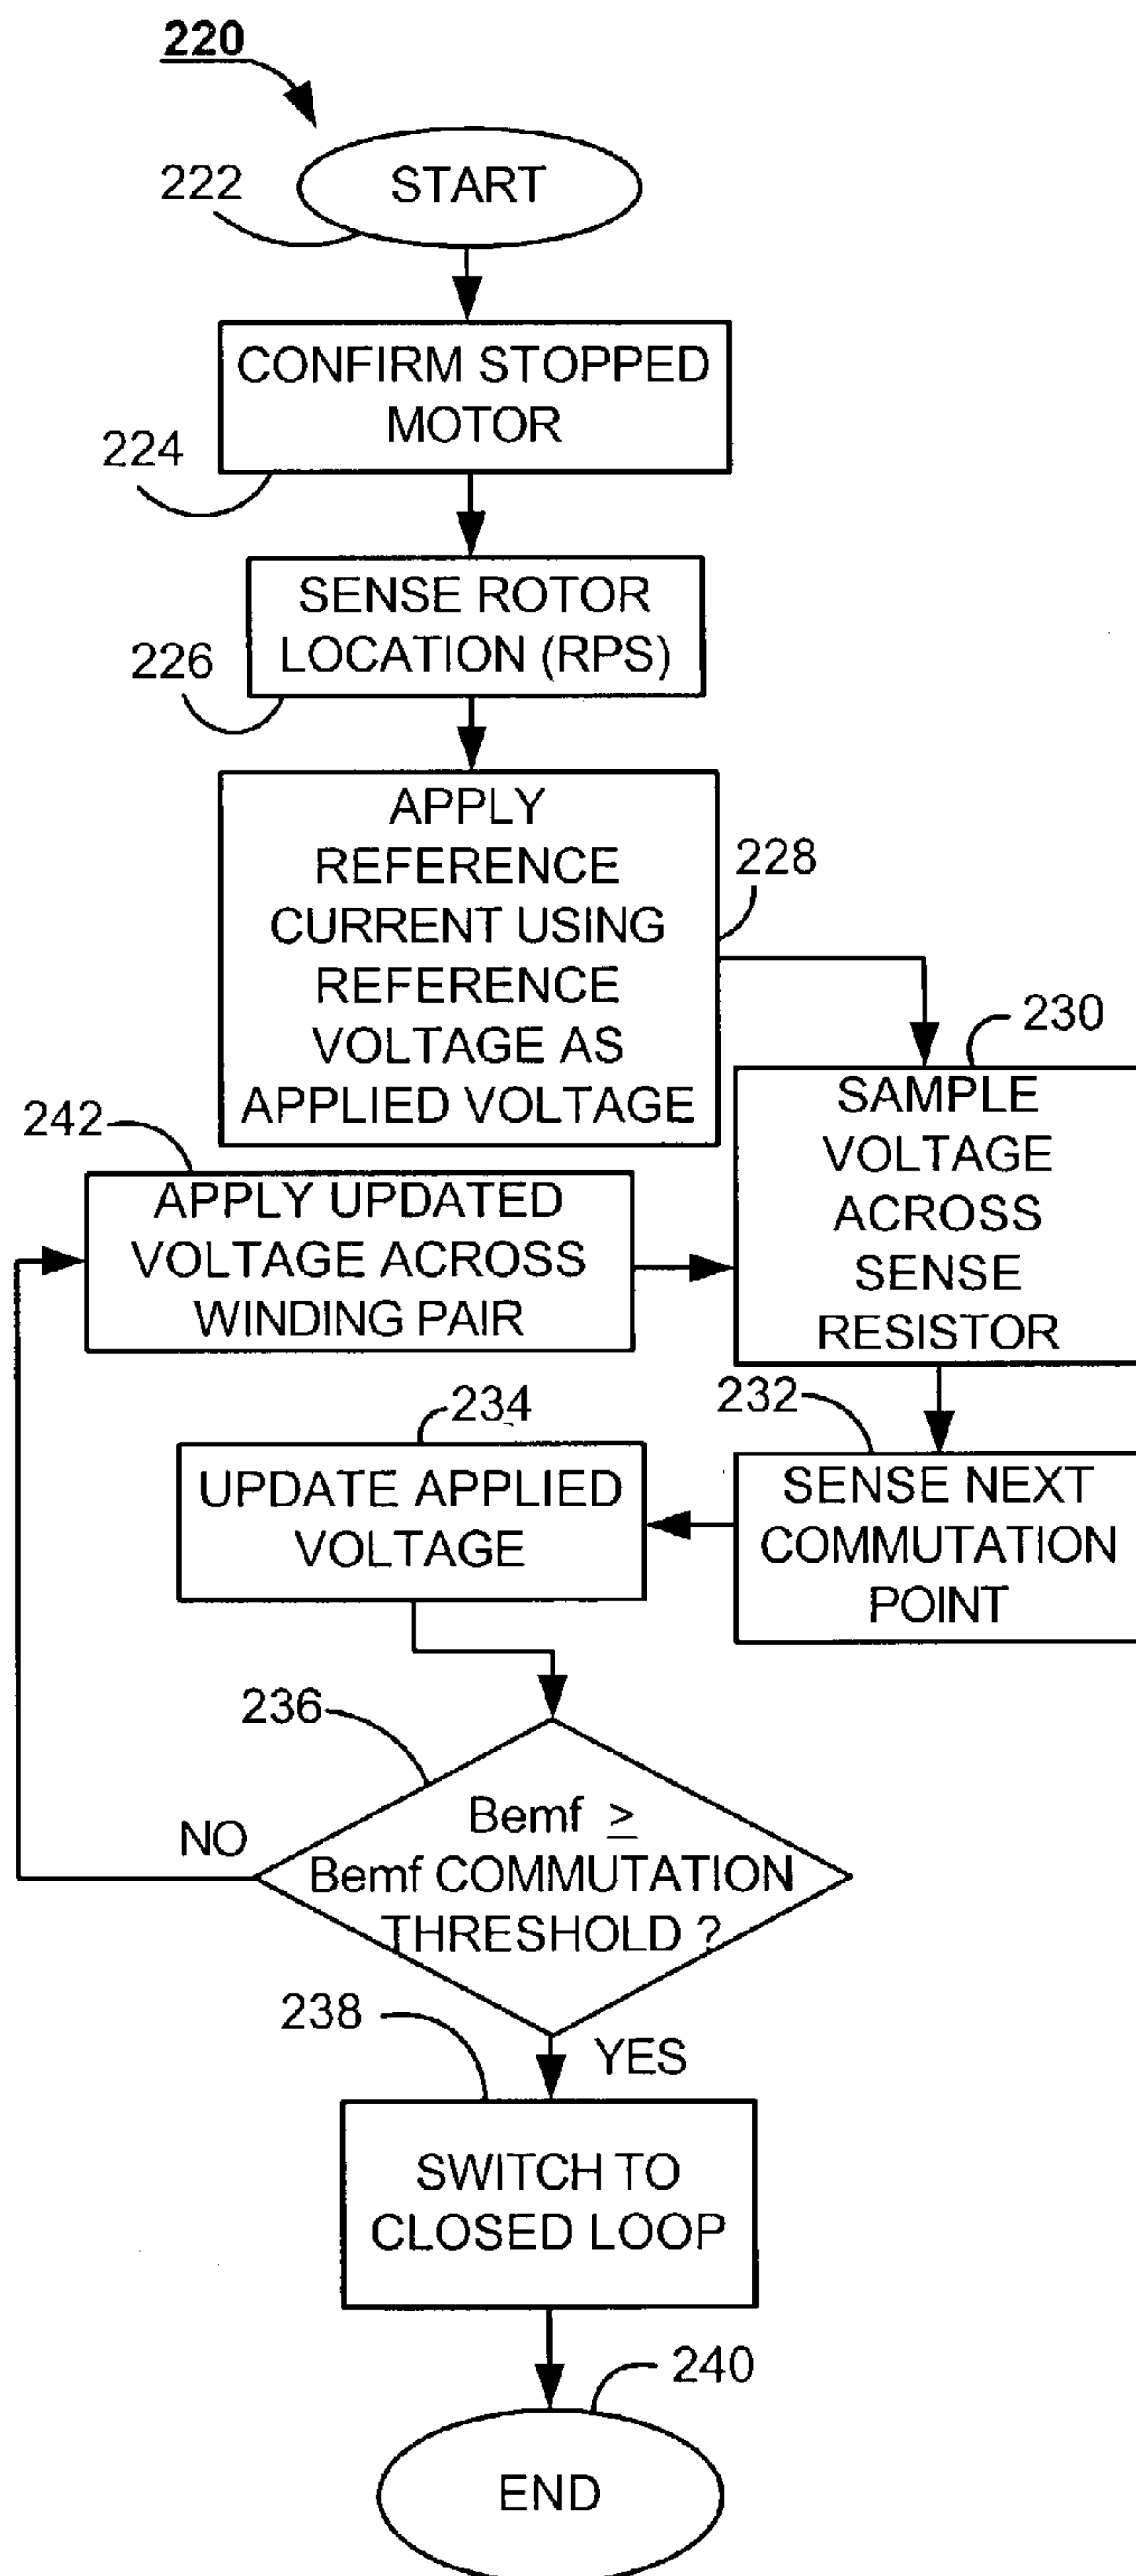 220
222
START
CONFIRM STOPPED
MOTOR
224
SENSE ROTOR
LOCATION (RPS)
226
APPLY
REFERENCE
CURRENT USING
REFERENCE
VOLTAGE AS
APPLIED VOLTAGE
228
230
SAMPLE
VOLTAGE
ACROSS
SENSE
RESISTOR
242
APPLY UPDATED
VOLTAGE ACROSS
WINDING PAIR
234
232
UPDATE APPLIED
VOLTAGE
SENSE NEXT
COMMUTATION
POINT
236
Bemf ≥
Bemf COMMUTATION
THRESHOLD ?
NO
238
YES
SWITCH TO
CLOSED LOOP
240
END